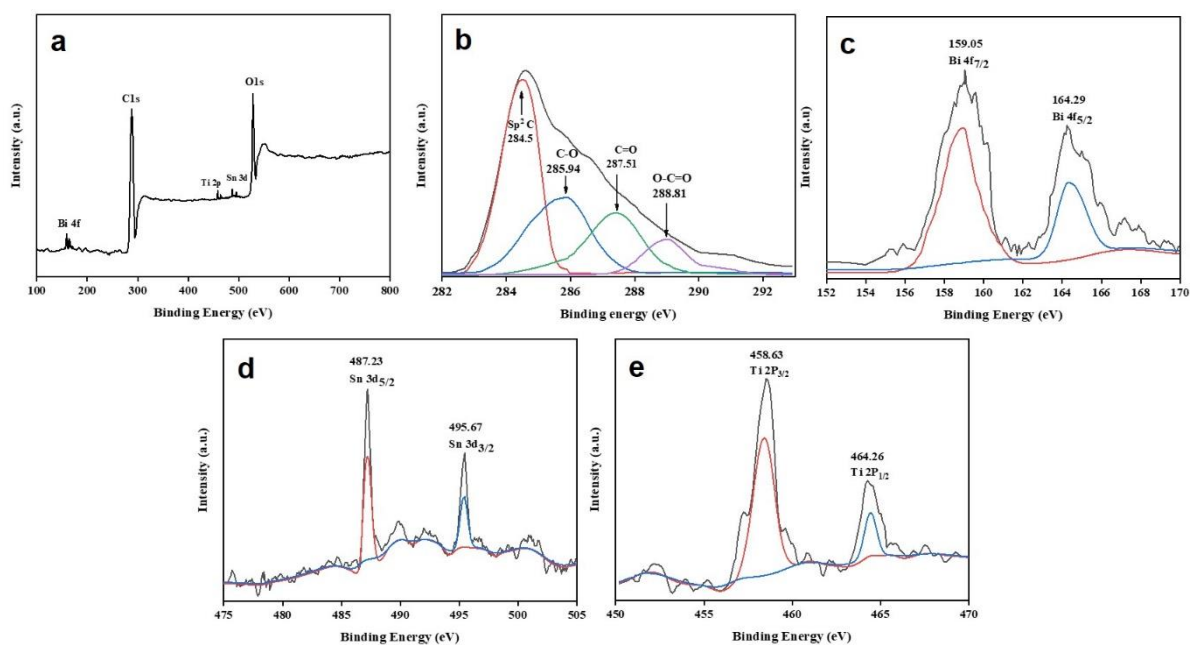 a
C1s
O1s
Ti 2p
Sn 3d
Bi 4f
Intensity (a.u.)
100 200 300 400 500 600 700 800
Binding Energy (eV)
b
Sp2 C
284.5
C-O
285.94
C=O
287.51
O-C=O
288.81
Intensity (a.u.)
282 284 286 288 290 292
Binding energy (eV)
c
159.05
Bi 4f7/2
164.29
Bi 4f5/2
Intensity (a.u.)
152 154 156 158 160 162 164 166 168 170
Binding Energy (eV)
d
487.23
Sn 3d5/2
495.67
Sn 3d3/2
Intensity (a.u.)
475 480 485 490 495 500 505
Binding Energy (eV)
e
458.63
Ti 2P3/2
464.26
Ti 2P1/2
Intensity (a.u.)
450 455 460 465 470
Binding Energy (eV)